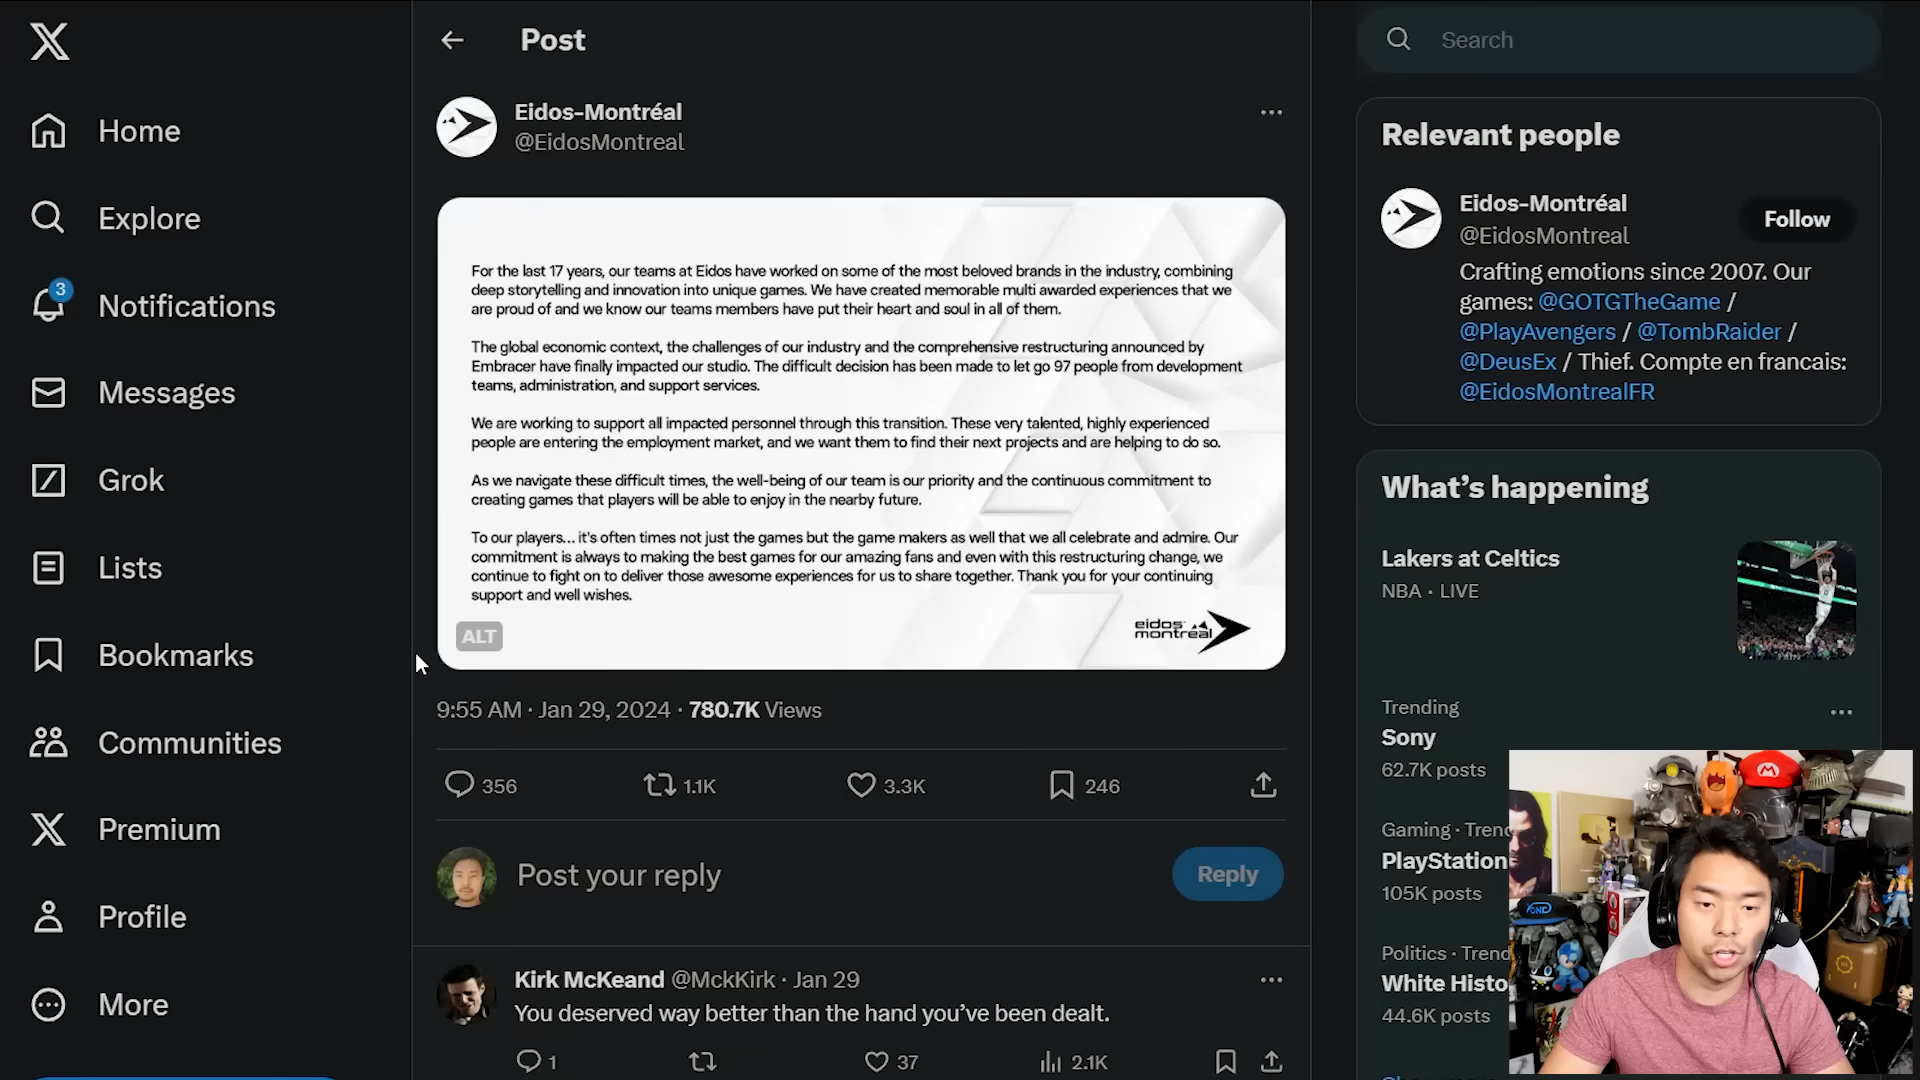 Post
Search
Eidos-Montréal
@EidosMontreal
Home
Explore
3
Notifications
Messages
Grok
Lists
Bookmarks
Communities
Premium
Profile
More
For the last 17 years, our teams at Eidos have worked on some of the most beloved brands in the industry, combining
deep storytelling and innovation into unique games. We have created memorable multi awarded experiences that we
are proud of and we know our teams members have put their heart and soul in all of them.
The global economic context, the challenges of our industry and the comprehensive restructuring announced by
Embracer have finally impacted our studio. The difficult decision has been made to let go 97 people from development
teams, administration, and support services.
We are working to support all impacted personnel through this transition. These very talented, highly experienced
people are entering the employment market, and we want them to find their next projects and are helping to do so.
As we navigate these difficult times, the well-being of our team is our priority and the continuous commitment to
creating games that players will be able to enjoy in the nearby future.
To our players... it's often times not just the games but the game makers as well that we all celebrate and admire. Our
commitment is always to making the best games for our amazing fans and even with this restructuring change, we
continue to fight on to deliver those awesome experiences for us to share together. Thank you for your continuing
support and well wishes.
ALT
eidos
montréal
9:55 AM · Jan 29, 2024 · 780.7K Views
356 1.1K 3.3K 246
Post your reply
Reply
Kirk McKeand @MckKirk · Jan 29
You deserved way better than the hand you've been dealt.
1 37 2.1K
Relevant people
Eidos-Montréal
@EidosMontreal
Follow
Crafting emotions since 2007. Our
games: @GOTGTheGame /
@PlayAvengers / @TombRaider /
@DeusEx / Thief. Compte en francais:
@EidosMontrealFR
What's happening
Lakers at Celtics
NBA · LIVE
Trending
Sony
62.7K posts
Gaming · Trend
PlayStation
105K posts
Politics · Trend
White Histo
44.6K posts
YONG